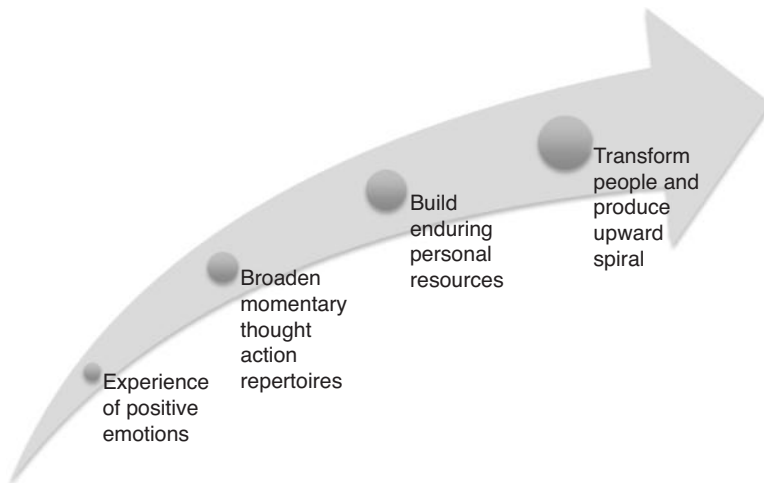 Experience
of positive
emotions
Broaden
momentary
thought
action
repertoires
Build
enduring
personal
resources
Transform
people and
produce
upward
spiral